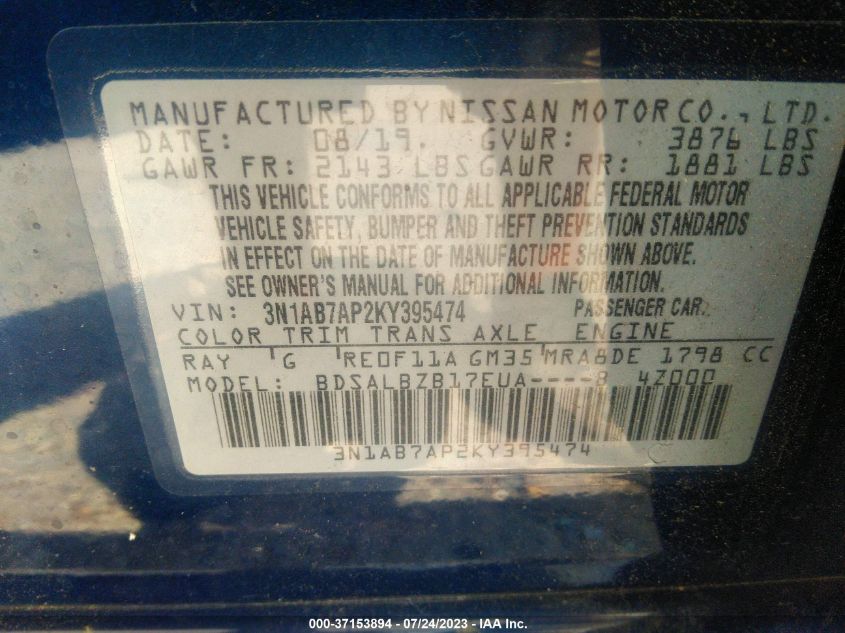 MANUFACTURED BY NISSAN MOTOR CO., LTD.
DATE: 08/19. GVWR: 3876 LBS
GAWR FR: 2143 LBS GAWR RR: 1881 LBS
THIS VEHICLE CONFORMS TO ALL APPLICABLE FEDERAL MOTOR
VEHICLE SAFETY, BUMPER AND THEFT PREVENTION STANDARDS
IN EFFECT ON THE DATE OF MANUFACTURE SHOWN ABOVE.
SEE OWNER'S MANUAL FOR ADDITIONAL INFORMATION.
VIN: 3N1AB7AP2KY395474 PASSENGER CAR
COLOR TRIM TRANS AXLE ENGINE
RAY G RE0F11A GM35 MRA8DE 1798 CC
MODEL: BDSALBZB17EUA----8 4Z000
3N1AB7AP2KY395474 C
000-37153894 - 07/24/2023 - IAA Inc.